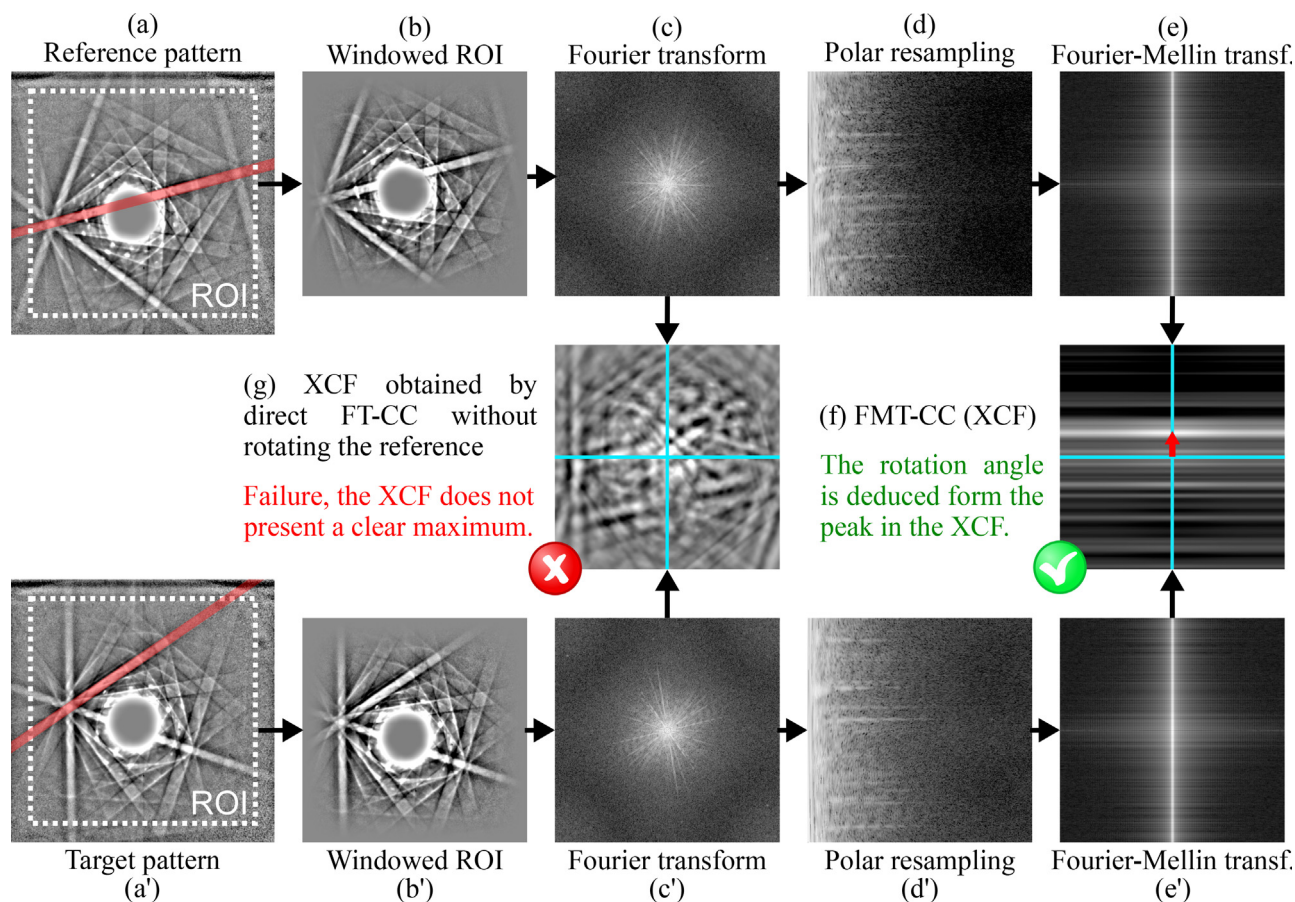 (a)
Reference pattern
(b)
Windowed ROI
(c)
Fourier transform
(d)
Polar resampling
(e)
Fourier-Mellin transf.
ROI
(g) XCF obtained by
direct FT-CC without
rotating the reference
Failure, the XCF does not
present a clear maximum.
(f) FMT-CC (XCF)
The rotation angle
is deduced form the
peak in the XCF.
ROI
Target pattern
(a')
Windowed ROI
(b')
Fourier transform
(c')
Polar resampling
(d')
Fourier-Mellin transf.
(e')